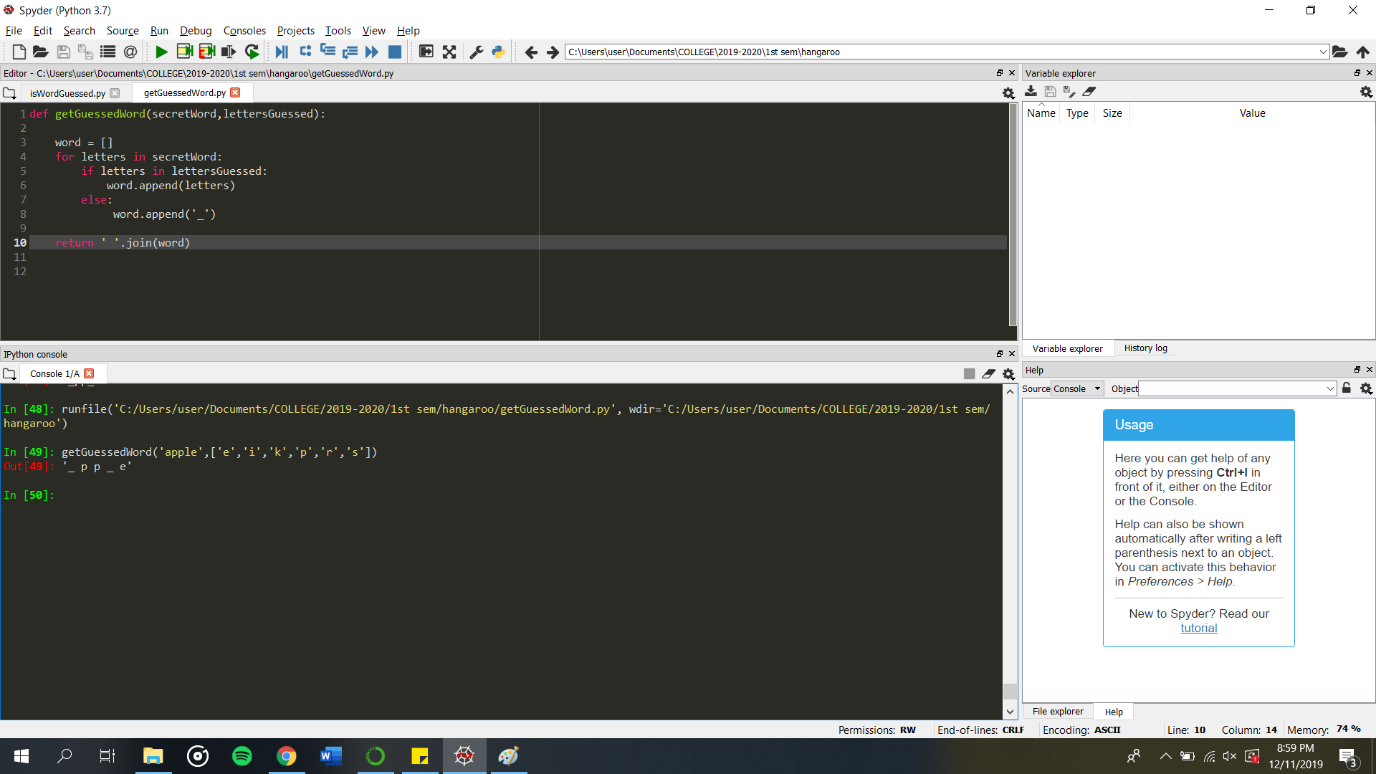 Spyder (Python 3.7)
File Edit Search Source Run Debug Consoles Projects Tools View Help
C:\Users\user\Documents\COLLEGE\2019-2020\1st sem\hangaroo
Editor - C:\Users\user\Documents\COLLEGE\2019-2020\1st sem\hangaroo\getGuessedWord.py
isWordGuessed.py getGuessedWord.py
1 def getGuessedWord(secretWord,lettersGuessed):
2
3 word = []
4 for letters in secretWord:
5 if letters in lettersGuessed:
6 word.append(letters)
7 else:
8 word.append('_')
9
10 return ' '.join(word)
11
12
IPython console
Console 1/A
In [48]: runfile('C:/Users/user/Documents/COLLEGE/2019-2020/1st sem/hangaroo/getGuessedWord.py', wdir='C:/Users/user/Documents/COLLEGE/2019-2020/1st sem/
hangaroo')
In [49]: getGuessedWord('apple',['e','i','k','p','r','s'])
Out[49]: '_ p p _ e'
In [50]:
Variable explorer
Name Type Size Value
Variable explorer History log
Help
Source Console Object
Usage
Here you can get help of any
object by pressing Ctrl+I in
front of it, either on the Editor
or the Console.
Help can also be shown
automatically after writing a left
parenthesis next to an object.
You can activate this behavior
in Preferences > Help.
New to Spyder? Read our
tutorial
File explorer Help
Permissions: RW End-of-lines: CRLF Encoding: ASCII Line: 10 Column: 14 Memory: 74 %
8:59 PM
12/11/2019
3